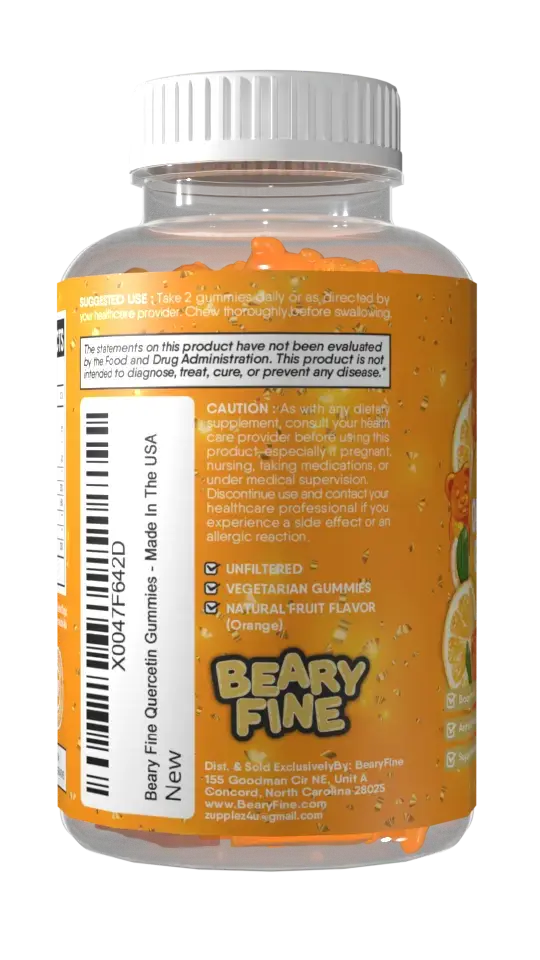 SUGGESTED USE : Take 2 gummies daily or as directed by
your healthcare provider. Chew thoroughly before swallowing.
The statements on this product have not been evaluated
by the Food and Drug Administration. This product is not
intended to diagnose, treat, cure, or prevent any disease.*
CAUTION : As with any dietary
supplement, consult your health
care provider before using this
product, especially if pregnant,
nursing, taking medications, or
under medical supervision.
Discontinue use and contact your
healthcare professional if you
experience a side effect or an
allergic reaction.
UNFILTERED
VEGETARIAN GUMMIES
NATURAL FRUIT FLAVOR
(Orange)
X0047F642D
Beary Fine Quercetin Gummies - Made In The USA
New
BEARY
FINE
Dist. & Sold ExclusivelyBy: BearyFine
155 Goodman Cir NE, Unit A
Concord, North Carolina 28025
www.BearyFine.com
zupplez4u@gmail.com